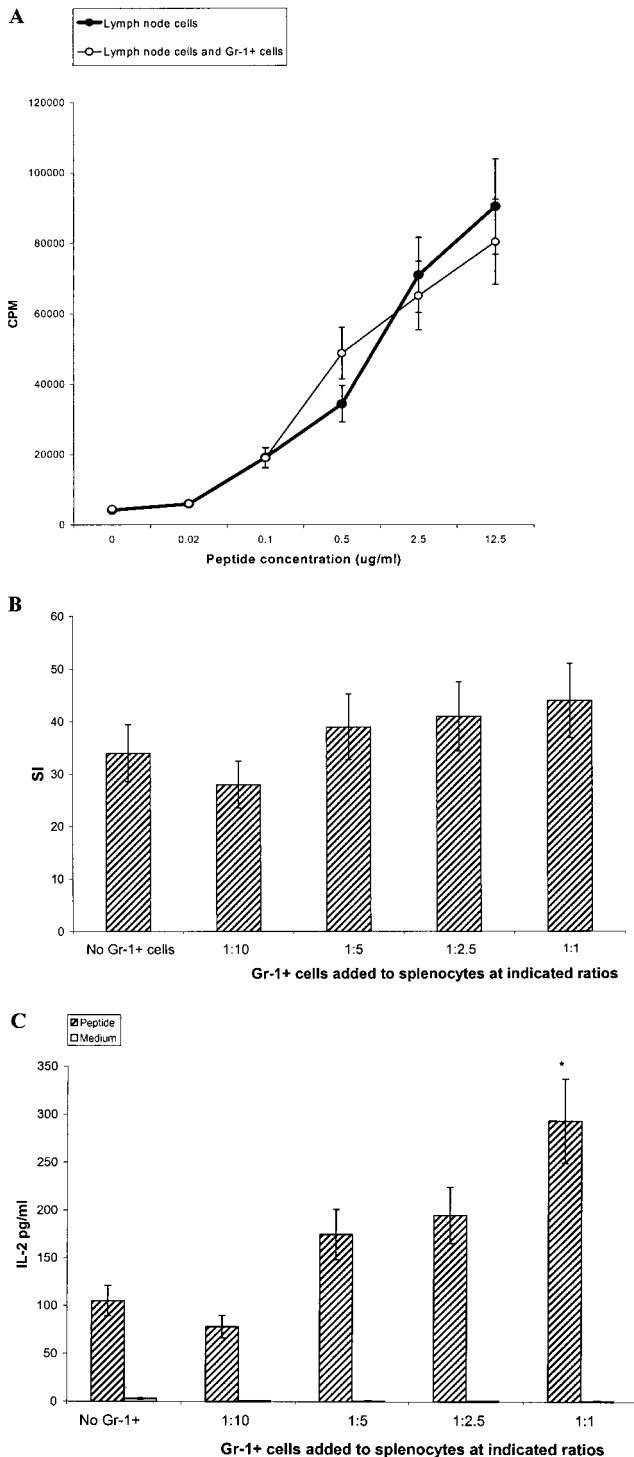 A
Lymph node cells
Lymph node cells and Gr-1+ cells
120000
100000
80000
60000
40000
20000
0
CPM
0 0.02 0.1 0.5 2.5 12.5
Peptide concentration (ug/ml)
B
60
50
40
30
20
10
0
SI
No Gr-1+ cells 1:10 1:5 1:2.5 1:1
Gr-1+ cells added to splenocytes at indicated ratios
C
Peptide
Medium
350
300
250
200
150
100
50
0
IL-2 pg/ml
*
No Gr-1+ 1:10 1:5 1:2.5 1:1
Gr-1+ cells added to splenocytes at indicated ratios